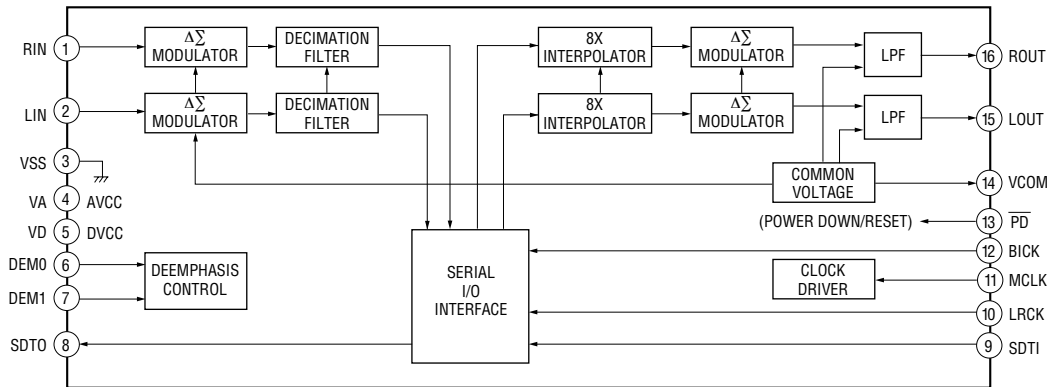 RIN 1 ΔΣ MODULATOR DECIMATION FILTER 8X INTERPOLATOR ΔΣ MODULATOR LPF 16 ROUT
LIN 2 ΔΣ MODULATOR DECIMATION FILTER 8X INTERPOLATOR ΔΣ MODULATOR LPF 15 LOUT
VSS 3
VA 4 AVCC
COMMON VOLTAGE 14 VCOM
VD 5 DVCC
(POWER DOWN/RESET) 13 PD
DEM0 6
DEM1 7
DEEMPHASIS CONTROL
SERIAL I/O INTERFACE
12 BICK
CLOCK DRIVER 11 MCLK
10 LRCK
SDTO 8
9 SDTI